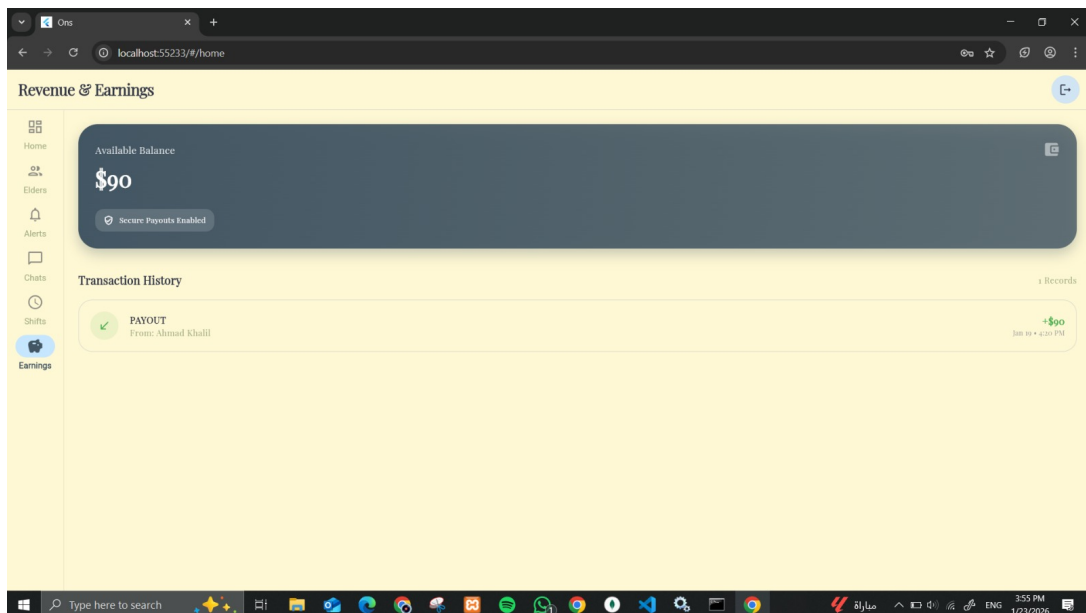 Ons
localhost:55233/#/home
Revenue & Earnings
Home
Elders
Alerts
Chats
Shifts
Earnings
Available Balance
$90
Secure Payouts Enabled
Transaction History
1 Records
PAYOUT
From: Ahmad Khalil
+$90
Jan 19 • 4:20 PM
Type here to search
مباراة
ENG
3:55 PM
1/23/2026